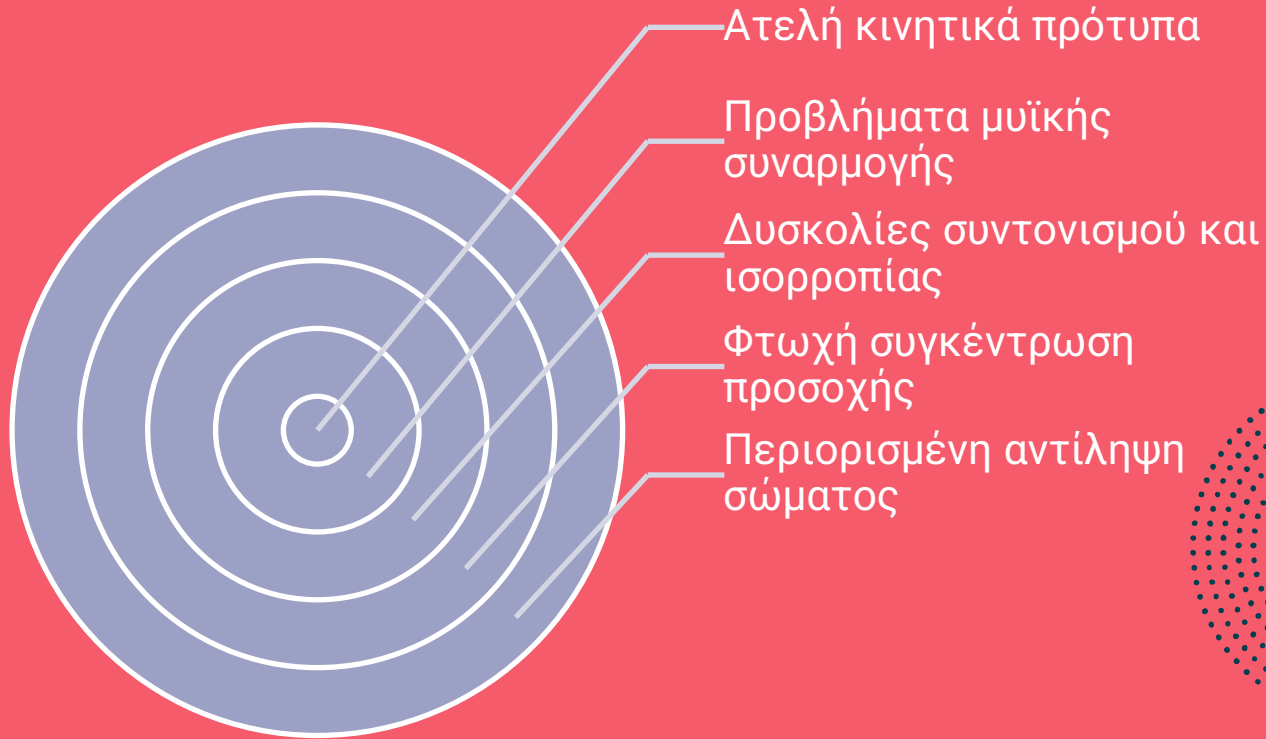 Ατελή κινητικά πρότυπα
Προβλήματα μυϊκής
συναρμογής
Δυσκολίες συντονισμού και
ισορροπίας
Φτωχή συγκέντρωση
προσοχής
Περιορισμένη αντίληψη
σώματος